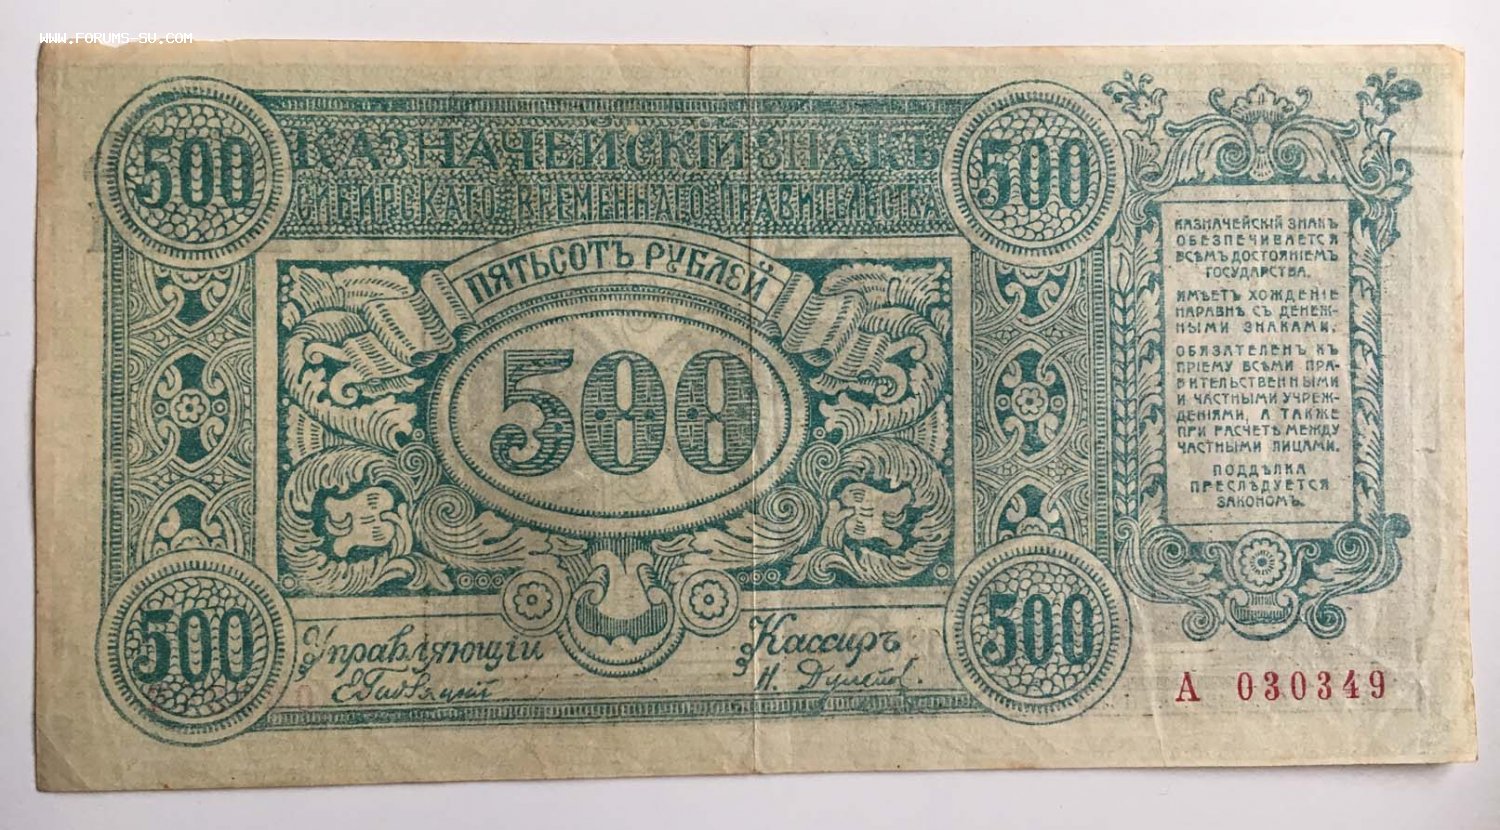 WWW.FORUMS-SU.COM
500
КАЗНАЧЕЙСКІЙ ЗНАКЪ
500
СИБИРСКАГО ВРЕМЕННАГО ПРАВИТЕЛЬСТВА
ПЯТЬСОТЪ РУБЛЕЙ
500
500
Управляющій
Кассиръ
500
КАЗНАЧЕЙСКІЙ ЗНАКЪ
ОБЕЗПЕЧИВАЕТСЯ
ВСѢМЪ ДОСТОЯНІЕМЪ
ГОСУДАРСТВА.
ИМѢЕТЪ ХОЖДЕНІЕ
НАРАВНѢ СЪ ДЕНЕЖ-
НЫМИ ЗНАКАМИ.
ОБЯЗАТЕЛЕНЪ КЪ
ПРІЕМУ ВСѢМИ ПРА-
ВИТЕЛЬСТВЕННЫМИ
И ЧАСТНЫМИ УЧРЕЖ-
ДЕНІЯМИ, А ТАКЖЕ
ПРИ РАСЧЕТѢ МЕЖДУ
ЧАСТНЫМИ ЛИЦАМИ.
ПОДДѢЛКА
ПРЕСЛѢДУЕТСЯ
ЗАКОНОМЪ.
А 030349